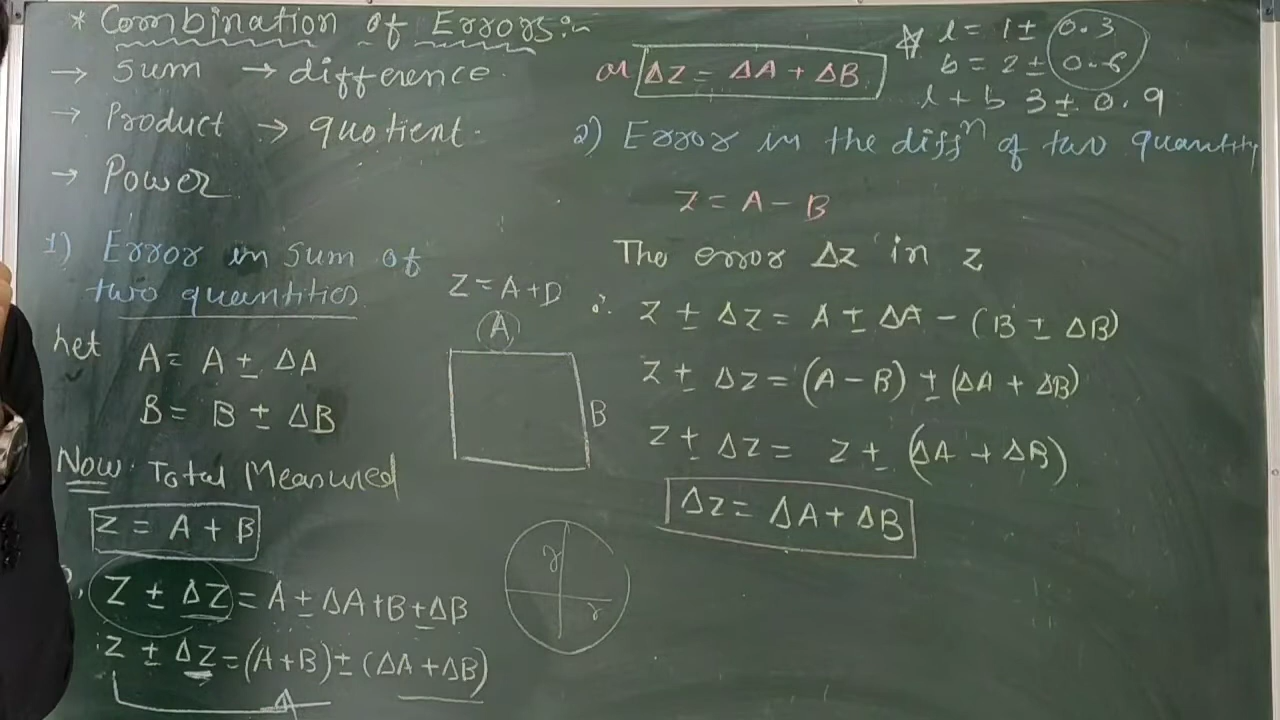 * Combination of Errors:-
→ Sum → difference.
→ Product → quotient.
→ Power
1) Error in sum of
two quantities
Let A = A ± ΔA
B = B ± ΔB
Z = A+B
A
B
Now Total Measured
Z = A + B
Z ± ΔZ = A ± ΔA + B ± ΔB
Z ± ΔZ = (A+B) ± (ΔA + ΔB)
r
r
or ΔZ = ΔA + ΔB
l = 1 ± 0.3
b = 2 ± 0.6
l + b 3 ± 0.9
2) Error in the diffⁿ of two quantity
Z = A - B
The error ΔZ in Z
∴ Z ± ΔZ = A ± ΔA - (B ± ΔB)
Z ± ΔZ = (A - B) ± (ΔA + ΔB)
Z ± ΔZ = Z ± (ΔA + ΔB)
ΔZ = ΔA + ΔB